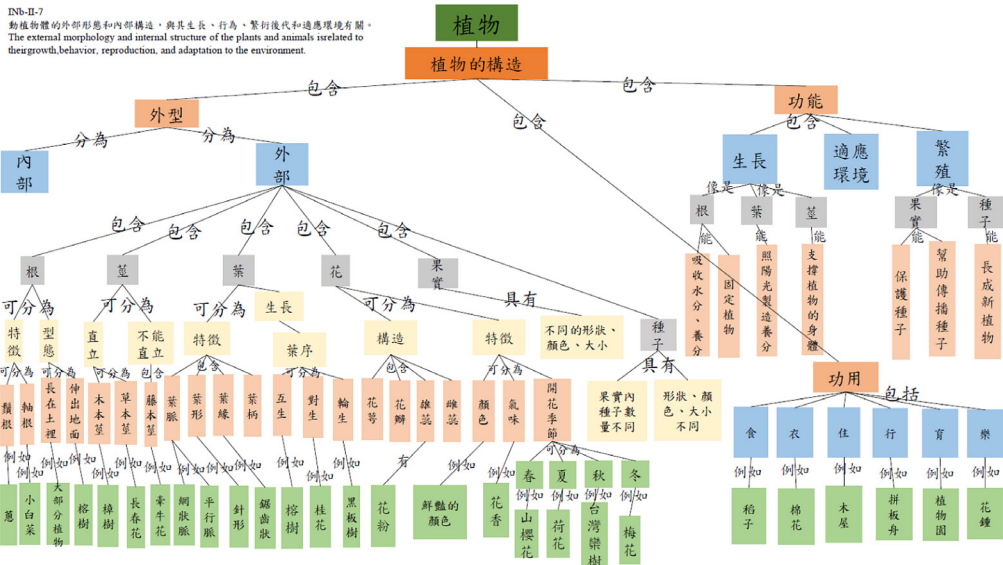 INb-II-7
動植物體的外部形態和內部構造，與其生長、行為、繁衍後代和適應環境有關。
The external morphology and internal structure of the plants and animals isrelated to
theirgrowth,behavior, reproduction, and adaptation to the environment.
植物
植物的構造
包含
包含
包含
外型
功能
分為
分為
包含
內部
外部
生長
適應環境
繁殖
像是
像是
像是
根
葉
莖
果實
種子
能
能
能
能
能
吸收水分、養分
固定植物
照陽光製造養分
支撐植物的身體
保護種子
幫助傳播種子
長成新植物
包含
包含
包含
包含
包含
根
莖
葉
花
果實
種子
可分為
可分為
可分為
生長
可分為
具有
具有
特徵
型態
直立
不能直立
特徵
葉序
構造
特徵
不同的形狀、顏色、大小
果實內種子數量不同
形狀、顏色、大小不同
可分為
可分為
包含
包含
可分為
包含
可分為
鬚根
軸根
長在土裡
伸出地面
木本莖
草本莖
藤本莖
葉脈
葉形
葉緣
葉柄
互生
對生
輪生
花萼
花瓣
雄蕊
雌蕊
顏色
氣味
開花季節
可分為
春
夏
秋
冬
例如
例如
例如
例如
例如
例如
例如
有
例如
例如
例如
例如
蔥
小白菜
大部分植物
榕樹
樟樹
長春花
牽牛花
網狀脈
平行脈
針形
鋸齒狀
榕樹
桂花
黑板樹
花粉
鮮豔的顏色
花香
山櫻花
荷花
台灣欒樹
梅花
功用
包括
食
衣
住
行
育
樂
例如
例如
例如
例如
例如
例如
稻子
棉花
木屋
拼板舟
植物園
花鍾